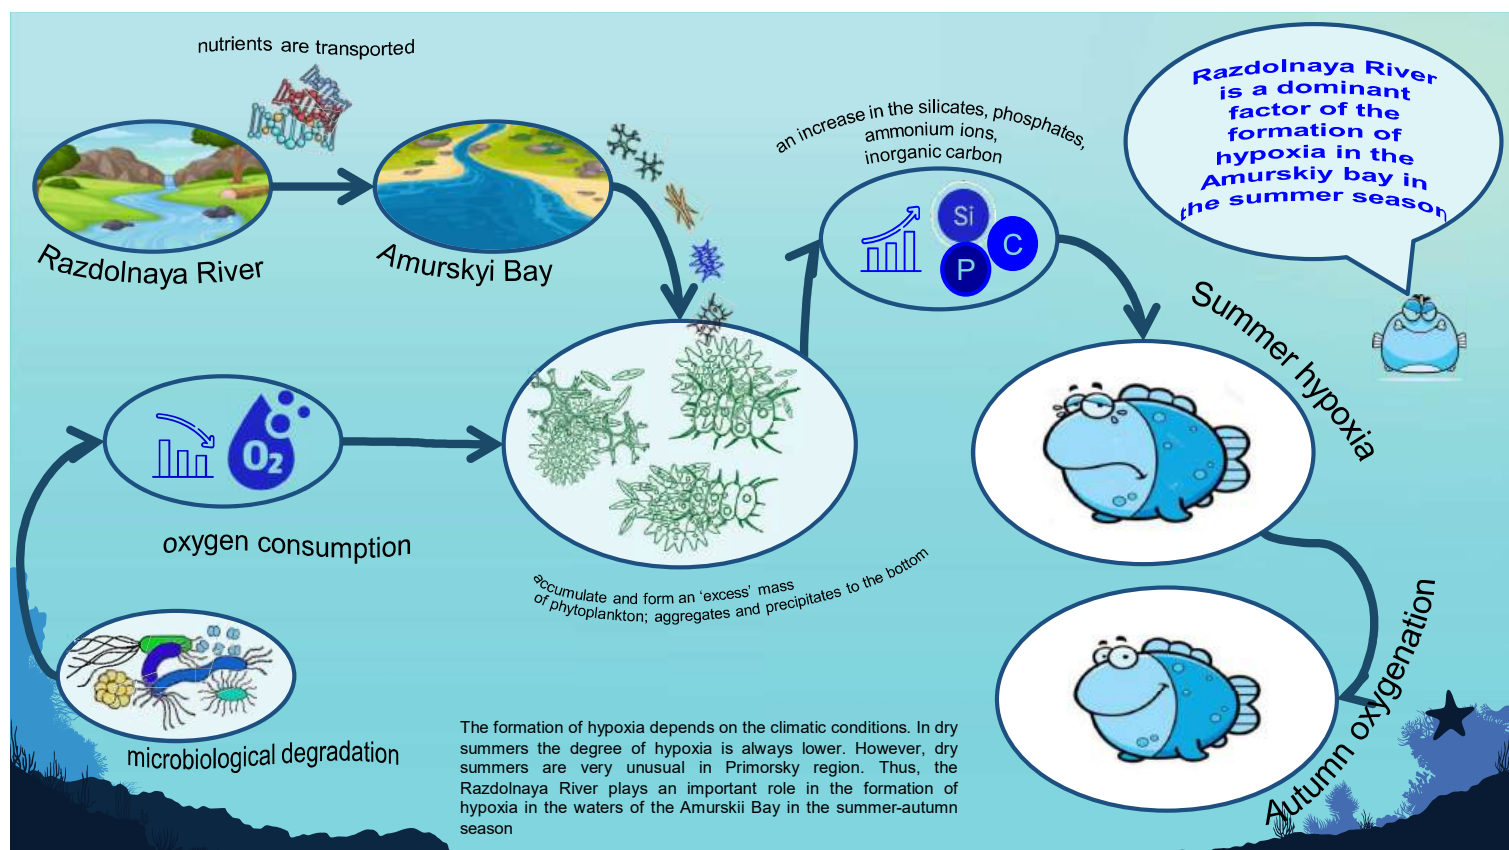 nutrients are transported
Razdolnaya River
Amurskyi Bay
an increase in the silicates, phosphates,
ammonium ions,
inorganic carbon
Si
C
P
Razdolnaya River
is a dominant
factor of the
formation of
hypoxia in the
Amurskiy bay in
the summer season
Summer hypoxia
O2
oxygen consumption
accumulate and form an ‘excess’ mass
of phytoplankton; aggregates and precipitates to the bottom
microbiological degradation
Autumn oxygenation
The formation of hypoxia depends on the climatic conditions. In dry
summers the degree of hypoxia is always lower. However, dry
summers are very unusual in Primorsky region. Thus, the
Razdolnaya River plays an important role in the formation of
hypoxia in the waters of the Amurskii Bay in the summer-autumn
season